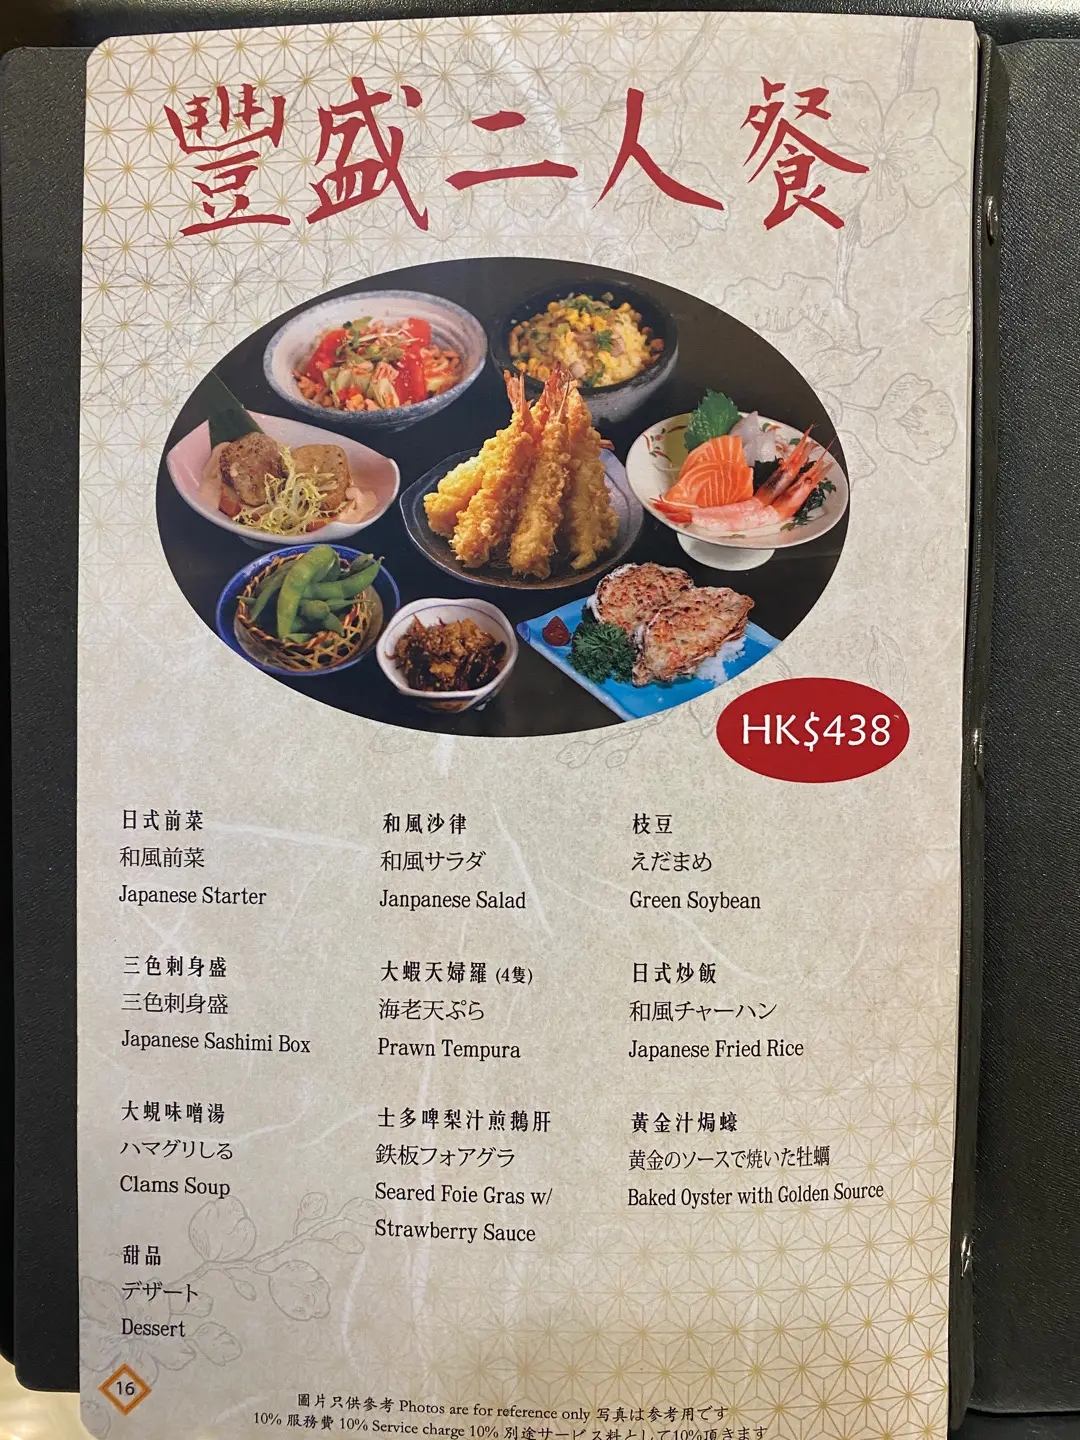 豐盛二人餐
HK$438
日式前菜
和風前菜
Japanese Starter
和風沙律
和風サラダ
Janpanese Salad
枝豆
えだまめ
Green Soybean
三色刺身盛
三色刺身盛
Japanese Sashimi Box
大蝦天婦羅 (4隻)
海老天ぷら
Prawn Tempura
日式炒飯
和風チャーハン
Japanese Fried Rice
大蜆味噌湯
ハマグリしる
Clams Soup
士多啤梨汁煎鵝肝
鉄板フォアグラ
Seared Foie Gras w/
Strawberry Sauce
黃金汁焗蠔
黄金のソースで焼いた牡蠣
Baked Oyster with Golden Source
甜品
デザート
Dessert
16
圖片只供參考 Photos are for reference only 写真は参考用です
10% 服務費 10% Service charge 10% 別途サービス料として10%頂きます